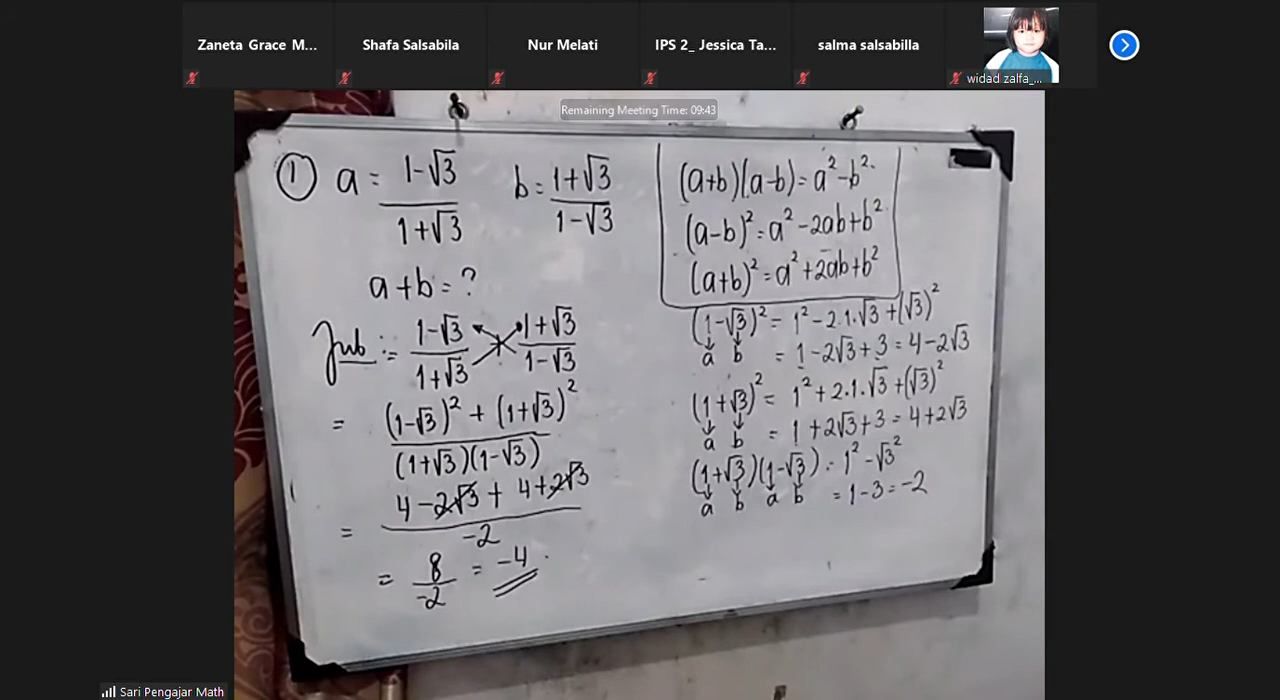 Zaneta Grace M...
Shafa Salsabila
Nur Melati
IPS 2_ Jessica Ta...
salma salsabilla
widad zalfa_...
Remaining Meeting Time: 09:43
① a = (1-√3)/(1+√3) b = (1+√3)/(1-√3)
a+b = ?
Jwb := (1-√3)/(1+√3) (1+√3)/(1-√3)
= ((1-√3)² + (1+√3)²)/((1+√3)(1-√3))
= (4-2√3 + 4+2√3)/-2
= 8/-2 = -4
(a+b)(a-b) = a²-b²
(a-b)² = a²-2ab+b²
(a+b)² = a²+2ab+b²
(1-√3)² = 1²-2.1.√3+(√3)²
a b = 1-2√3+3 = 4-2√3
(1+√3)² = 1²+2.1.√3+(√3)²
a b = 1+2√3+3 = 4+2√3
(1+√3)(1-√3) = 1²-√3²
a b a b = 1-3 = -2
Sari Pengajar Math